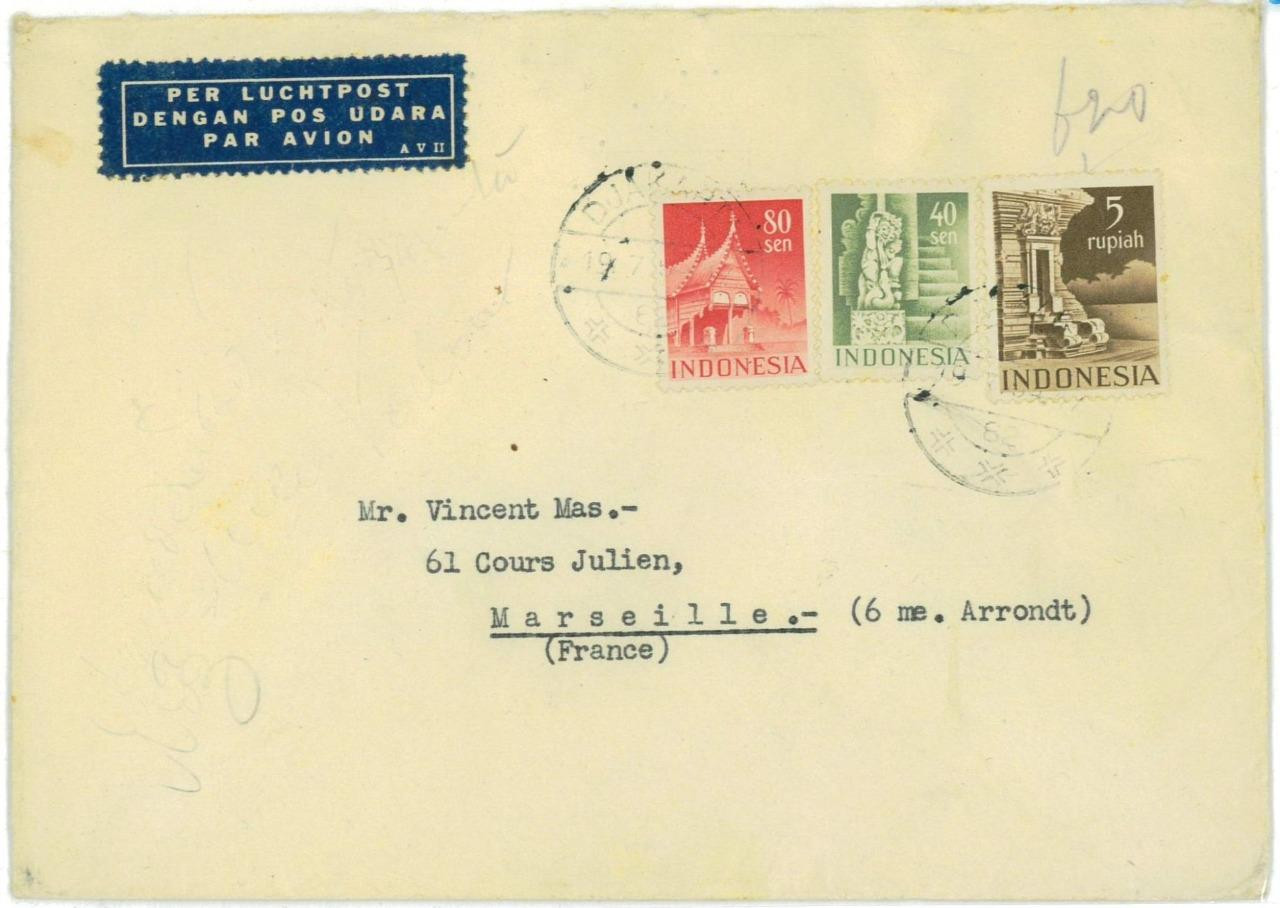 PER LUCHTPOST
DENGAN POS UDARA
PAR AVION
A V II
80
sen
INDONESIA
40
sen
INDONESIA
5
rupiah
INDONESIA
Mr. Vincent Mas.-
61 Cours Julien,
Marseille.- (6 me. Arrondt)
(France)